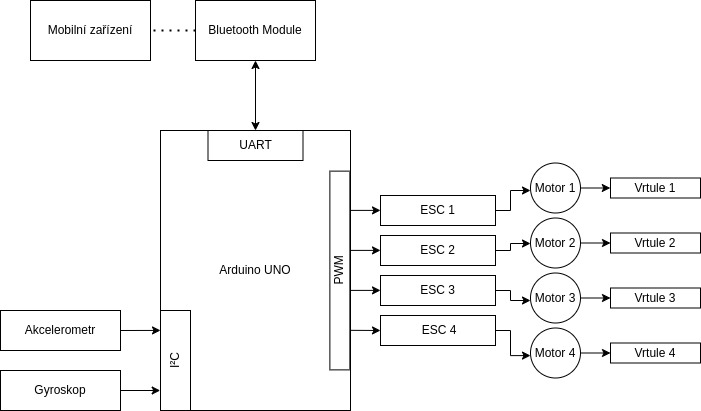 Mobilní zařízení
Bluetooth Module
UART
Arduino UNO
PWM
I²C
Akcelerometr
Gyroskop
ESC 1
ESC 2
ESC 3
ESC 4
Motor 1
Motor 2
Motor 3
Motor 4
Vrtule 1
Vrtule 2
Vrtule 3
Vrtule 4